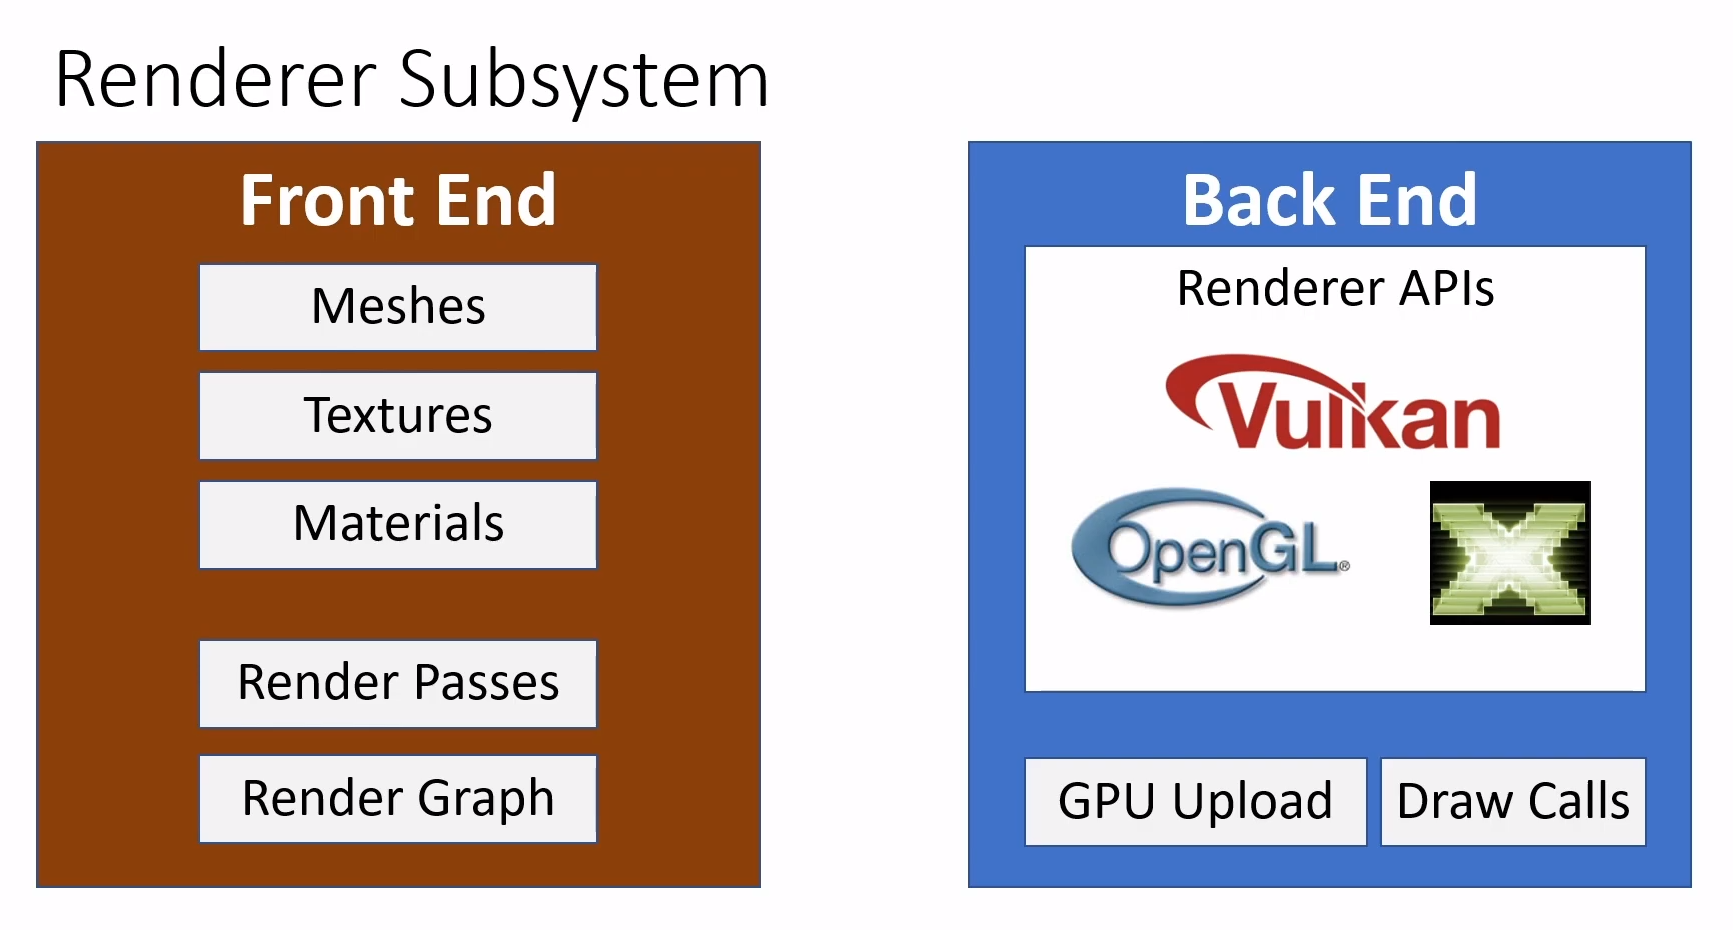 Renderer Subsystem
Front End
Meshes
Textures
Materials
Render Passes
Render Graph
Back End
Renderer APIs
Vulkan
OpenGL®
GPU Upload
Draw Calls